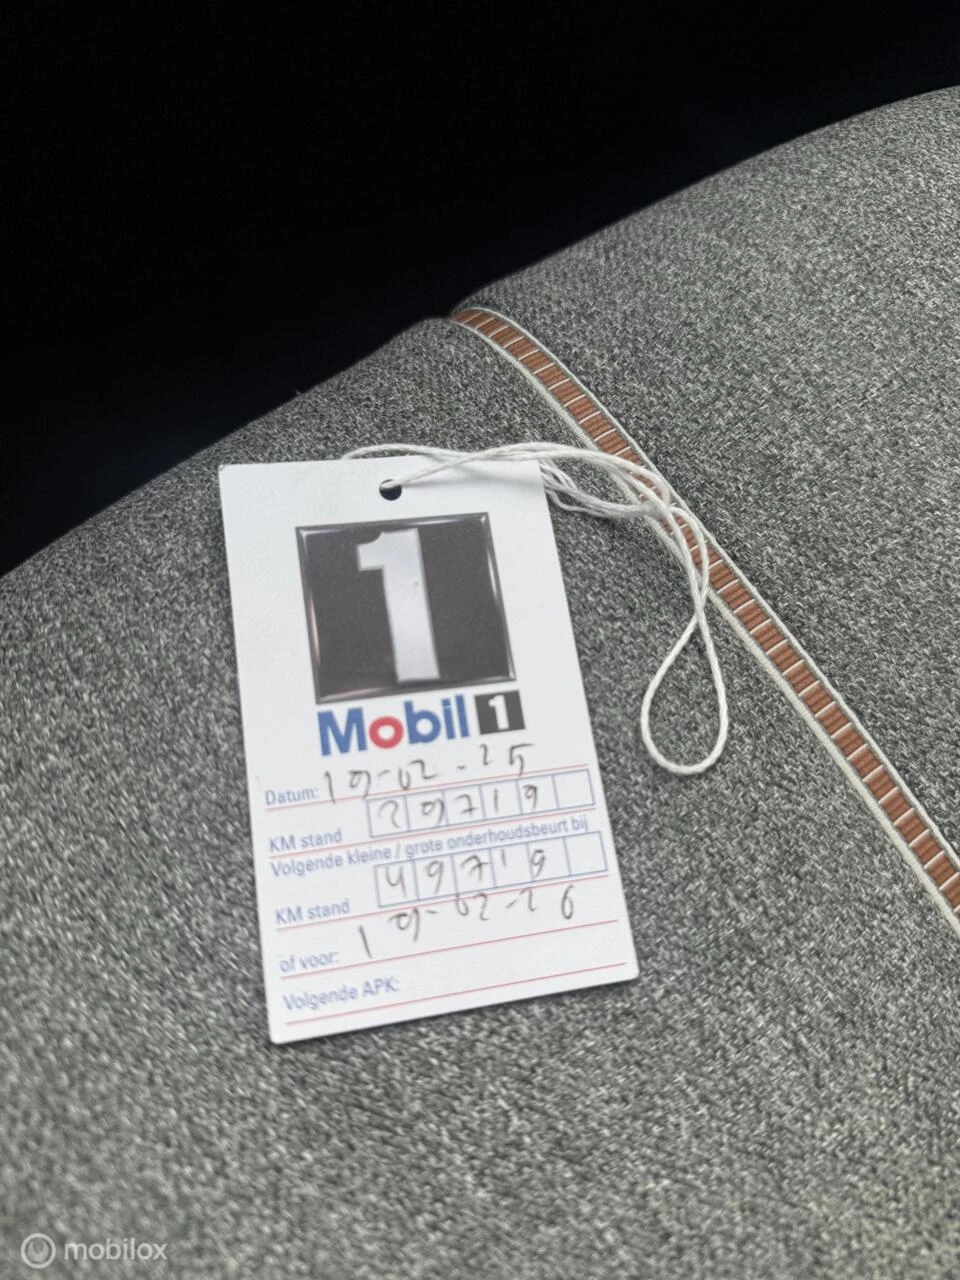 1
Mobil 1
Datum: 19-02-25
KM stand 29719
Volgende kleine / grote onderhoudsbeurt bij
KM stand 49719
of voor: 19-02-26
Volgende APK:
mobilox